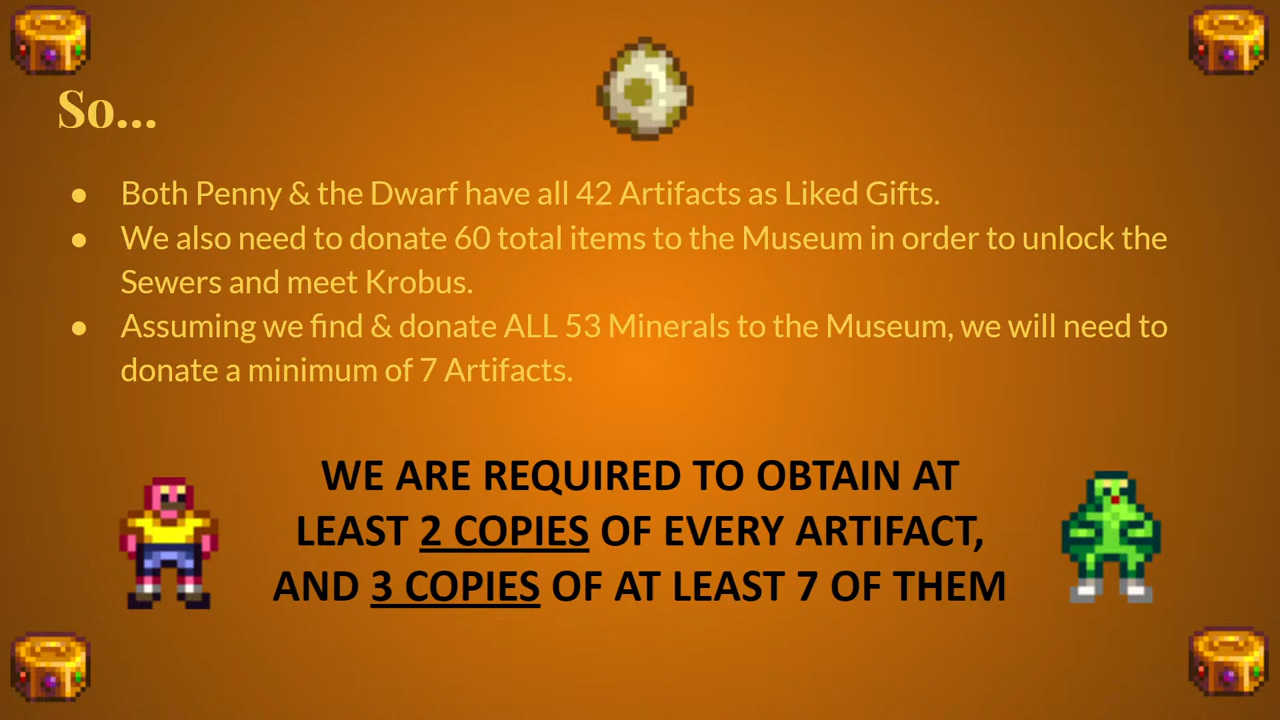 So...
● Both Penny & the Dwarf have all 42 Artifacts as Liked Gifts.
● We also need to donate 60 total items to the Museum in order to unlock the
Sewers and meet Krobus.
● Assuming we find & donate ALL 53 Minerals to the Museum, we will need to
donate a minimum of 7 Artifacts.
WE ARE REQUIRED TO OBTAIN AT
LEAST 2 COPIES OF EVERY ARTIFACT,
AND 3 COPIES OF AT LEAST 7 OF THEM